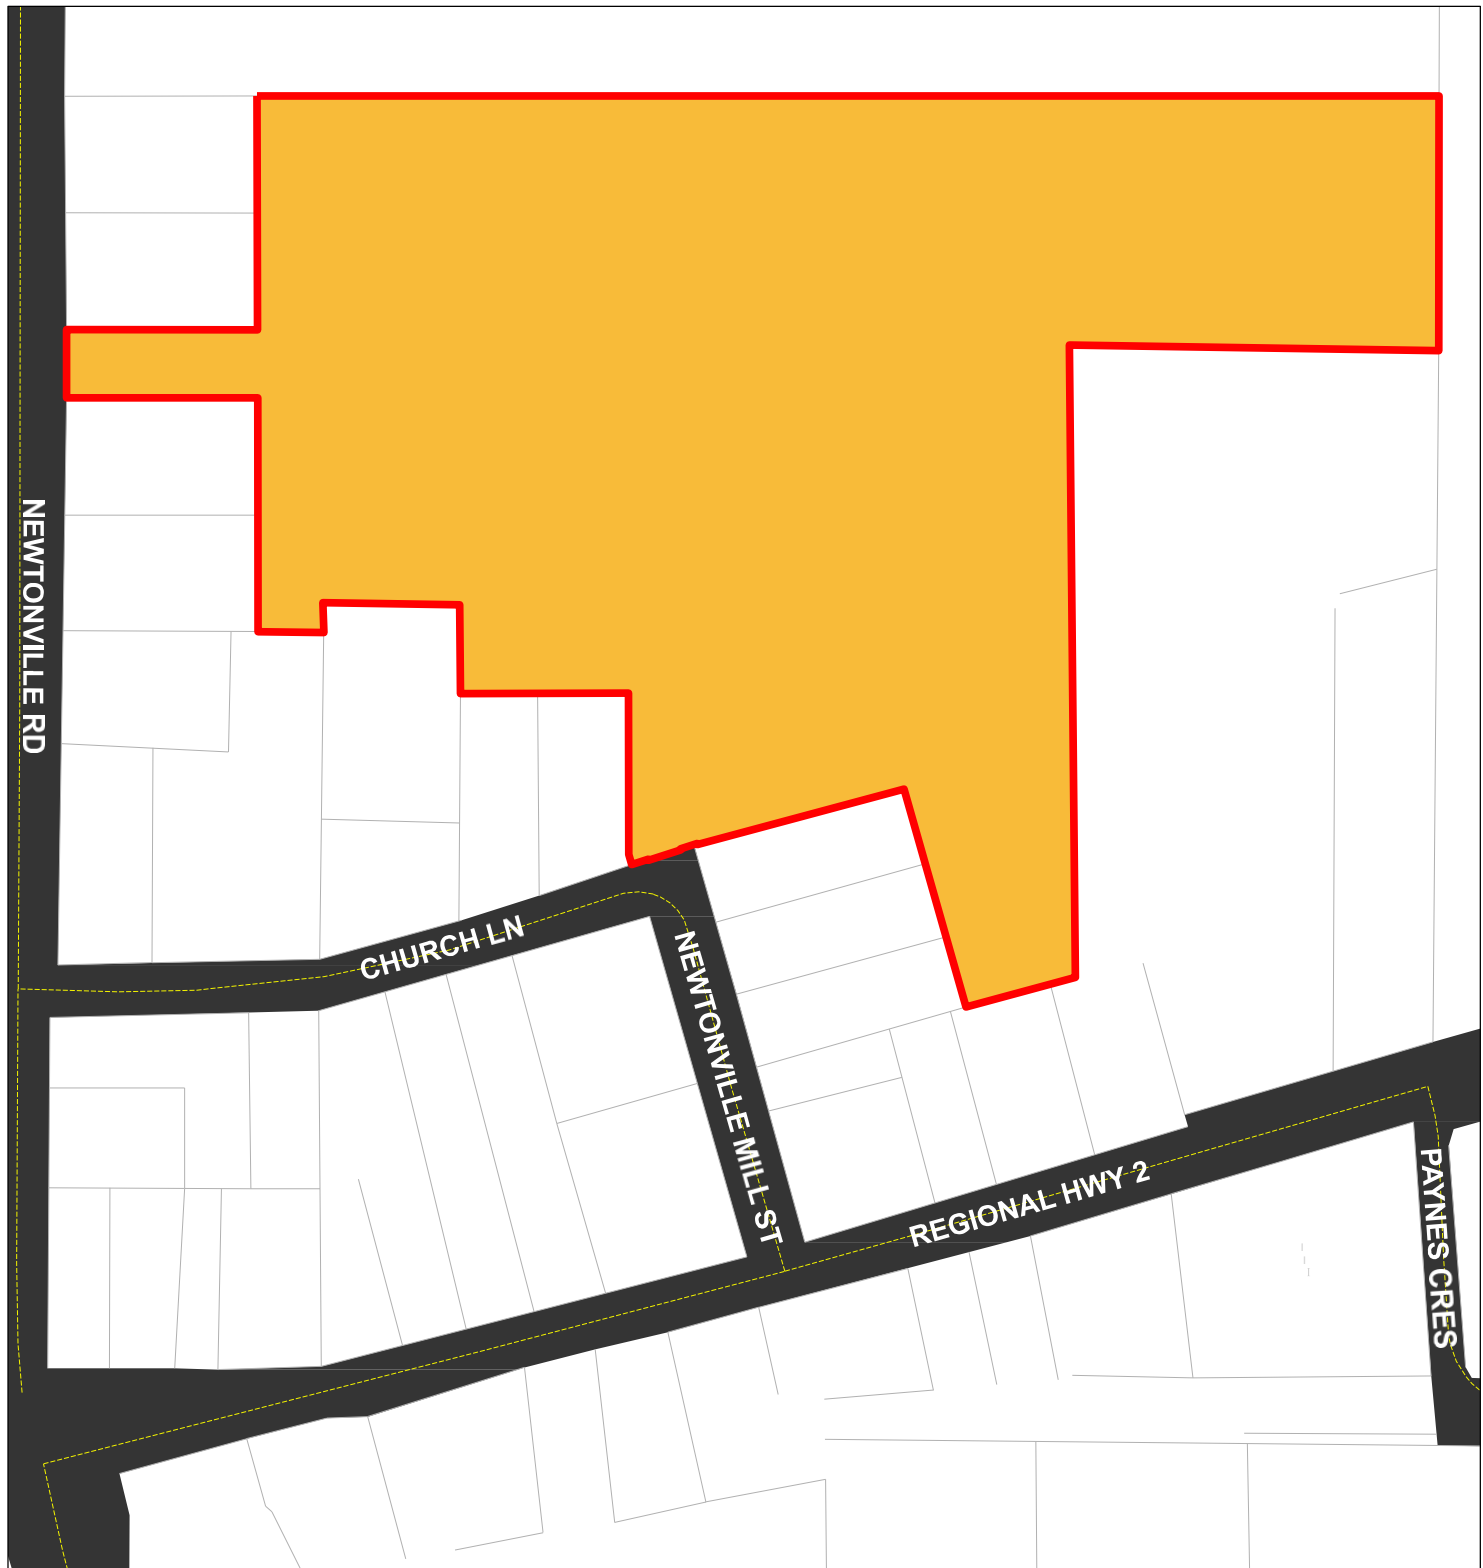 NEWTONVILLE RD
CHURCH LN
NEWTONVILLE MILL ST
REGIONAL HWY 2
PAYNES CRES